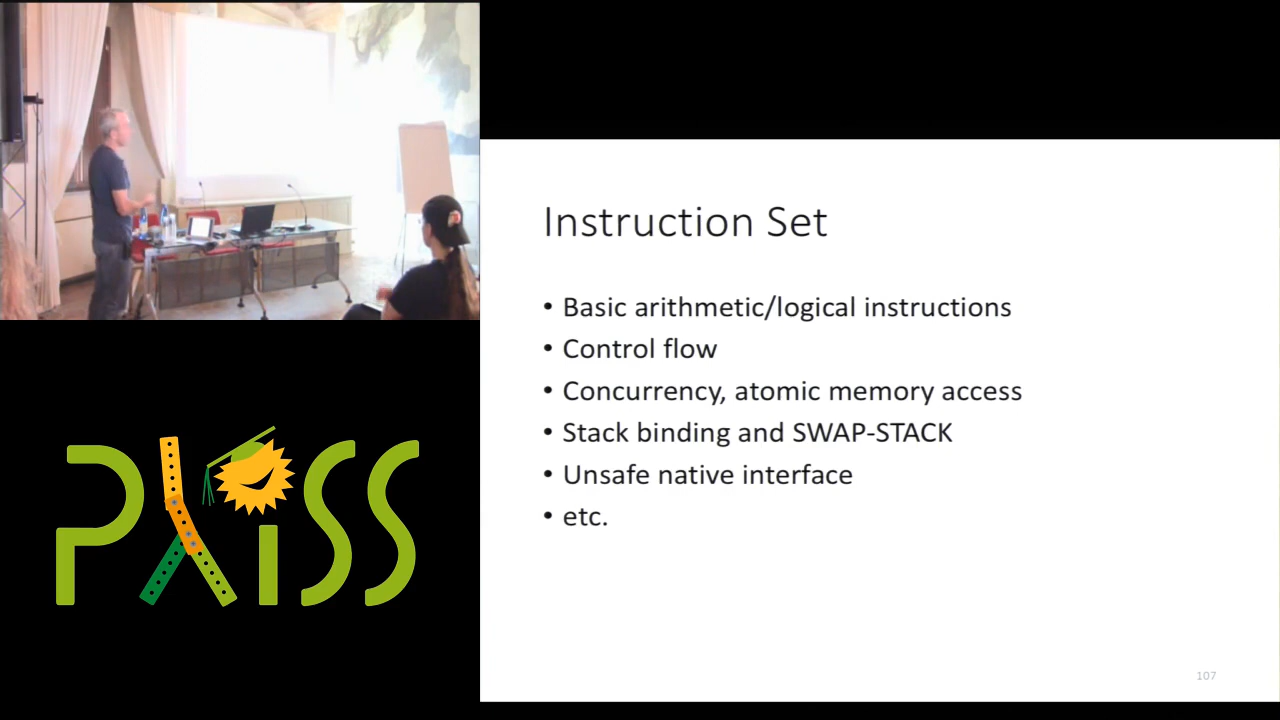 Instruction Set
• Basic arithmetic/logical instructions
• Control flow
• Concurrency, atomic memory access
• Stack binding and SWAP-STACK
• Unsafe native interface
• etc.
107
PLISS